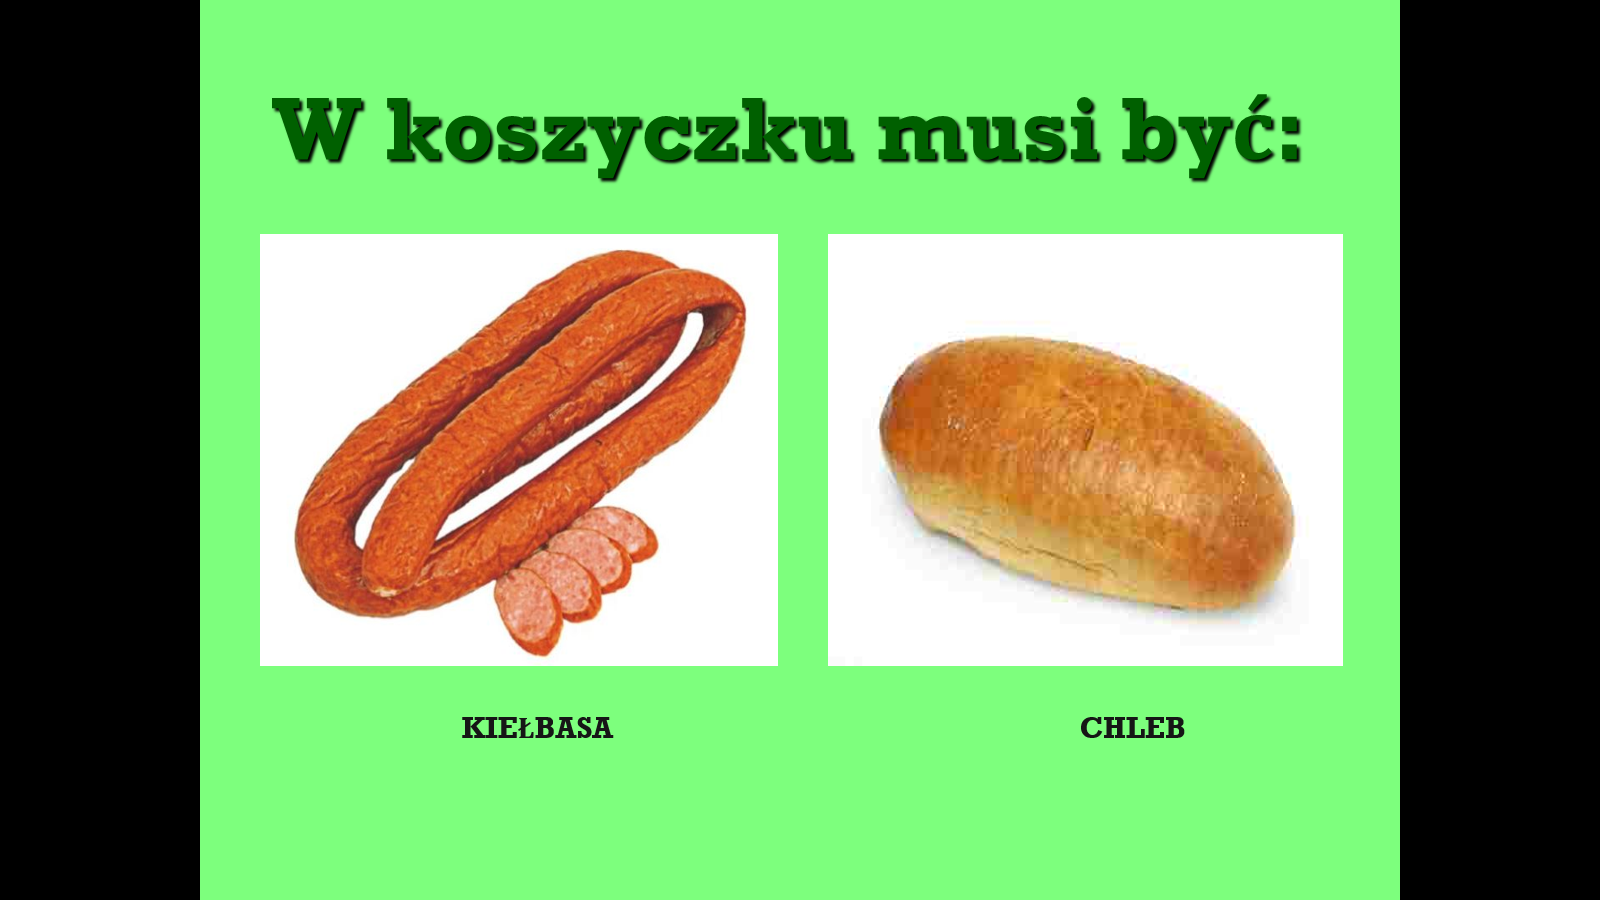 W koszyczku musi być:
KIEŁBASA
CHLEB